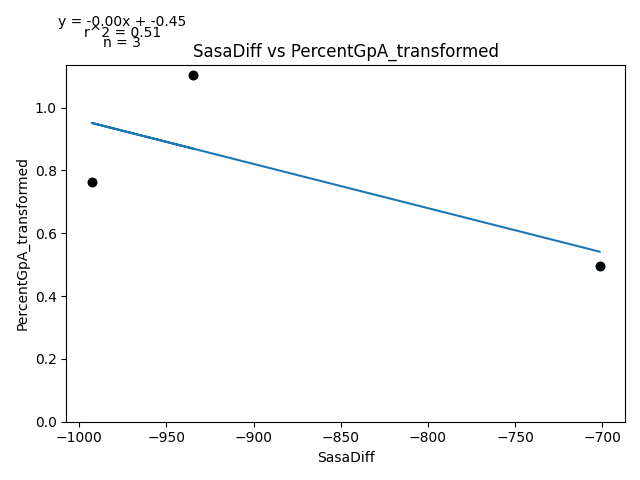 y = -0.00x + -0.45
r^2 = 0.51
n = 3
SasaDiff vs PercentGpA_transformed
PercentGpA_transformed
1.0
0.8
0.6
0.4
0.2
0.0
−1000
−950
−900
−850
−800
−750
−700
SasaDiff